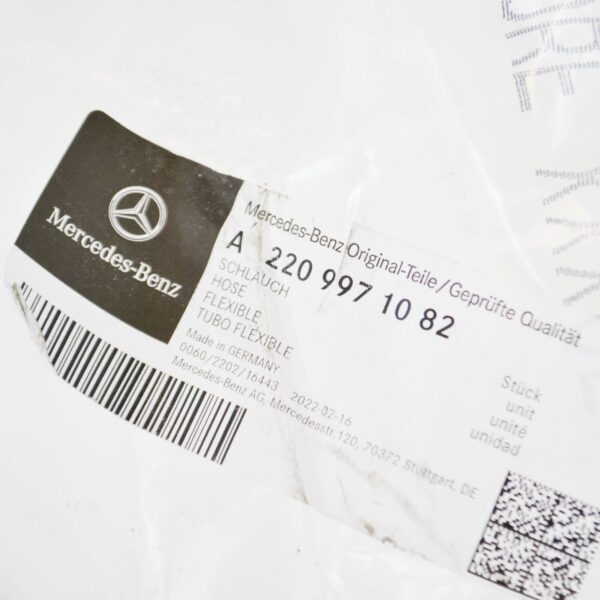 Mercedes-Benz
Mercedes-Benz Original-Teile/Geprüfte Qualität
A 220 997 10 82
SCHLAUCH
HOSE
FLEXIBLE
TUBO FLEXIBLE
Made in GERMANY
0060/2202/16443 2022-02-16
Mercedes-Benz AG, Mercedesstr.120, 70372 Stuttgart, DE
Stück
unit
unité
unidad